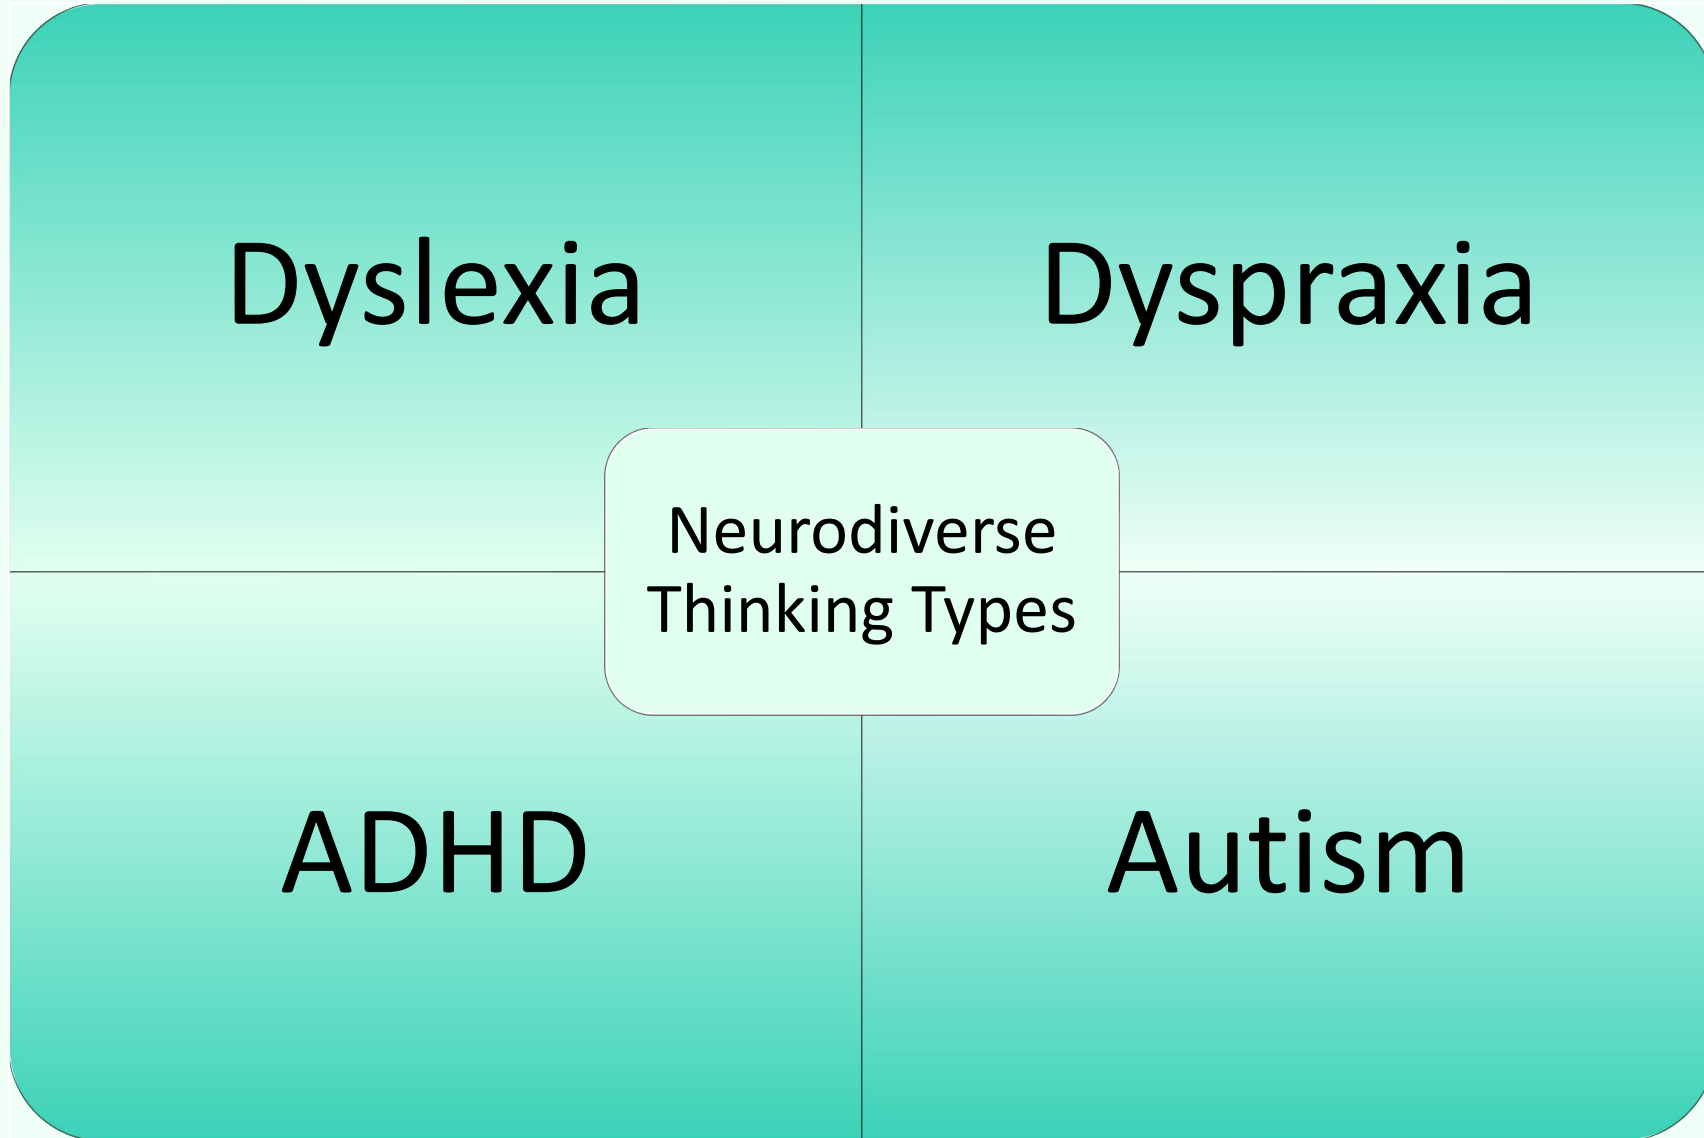 Dyslexia
Dyspraxia
Neurodiverse
Thinking Types
ADHD
Autism